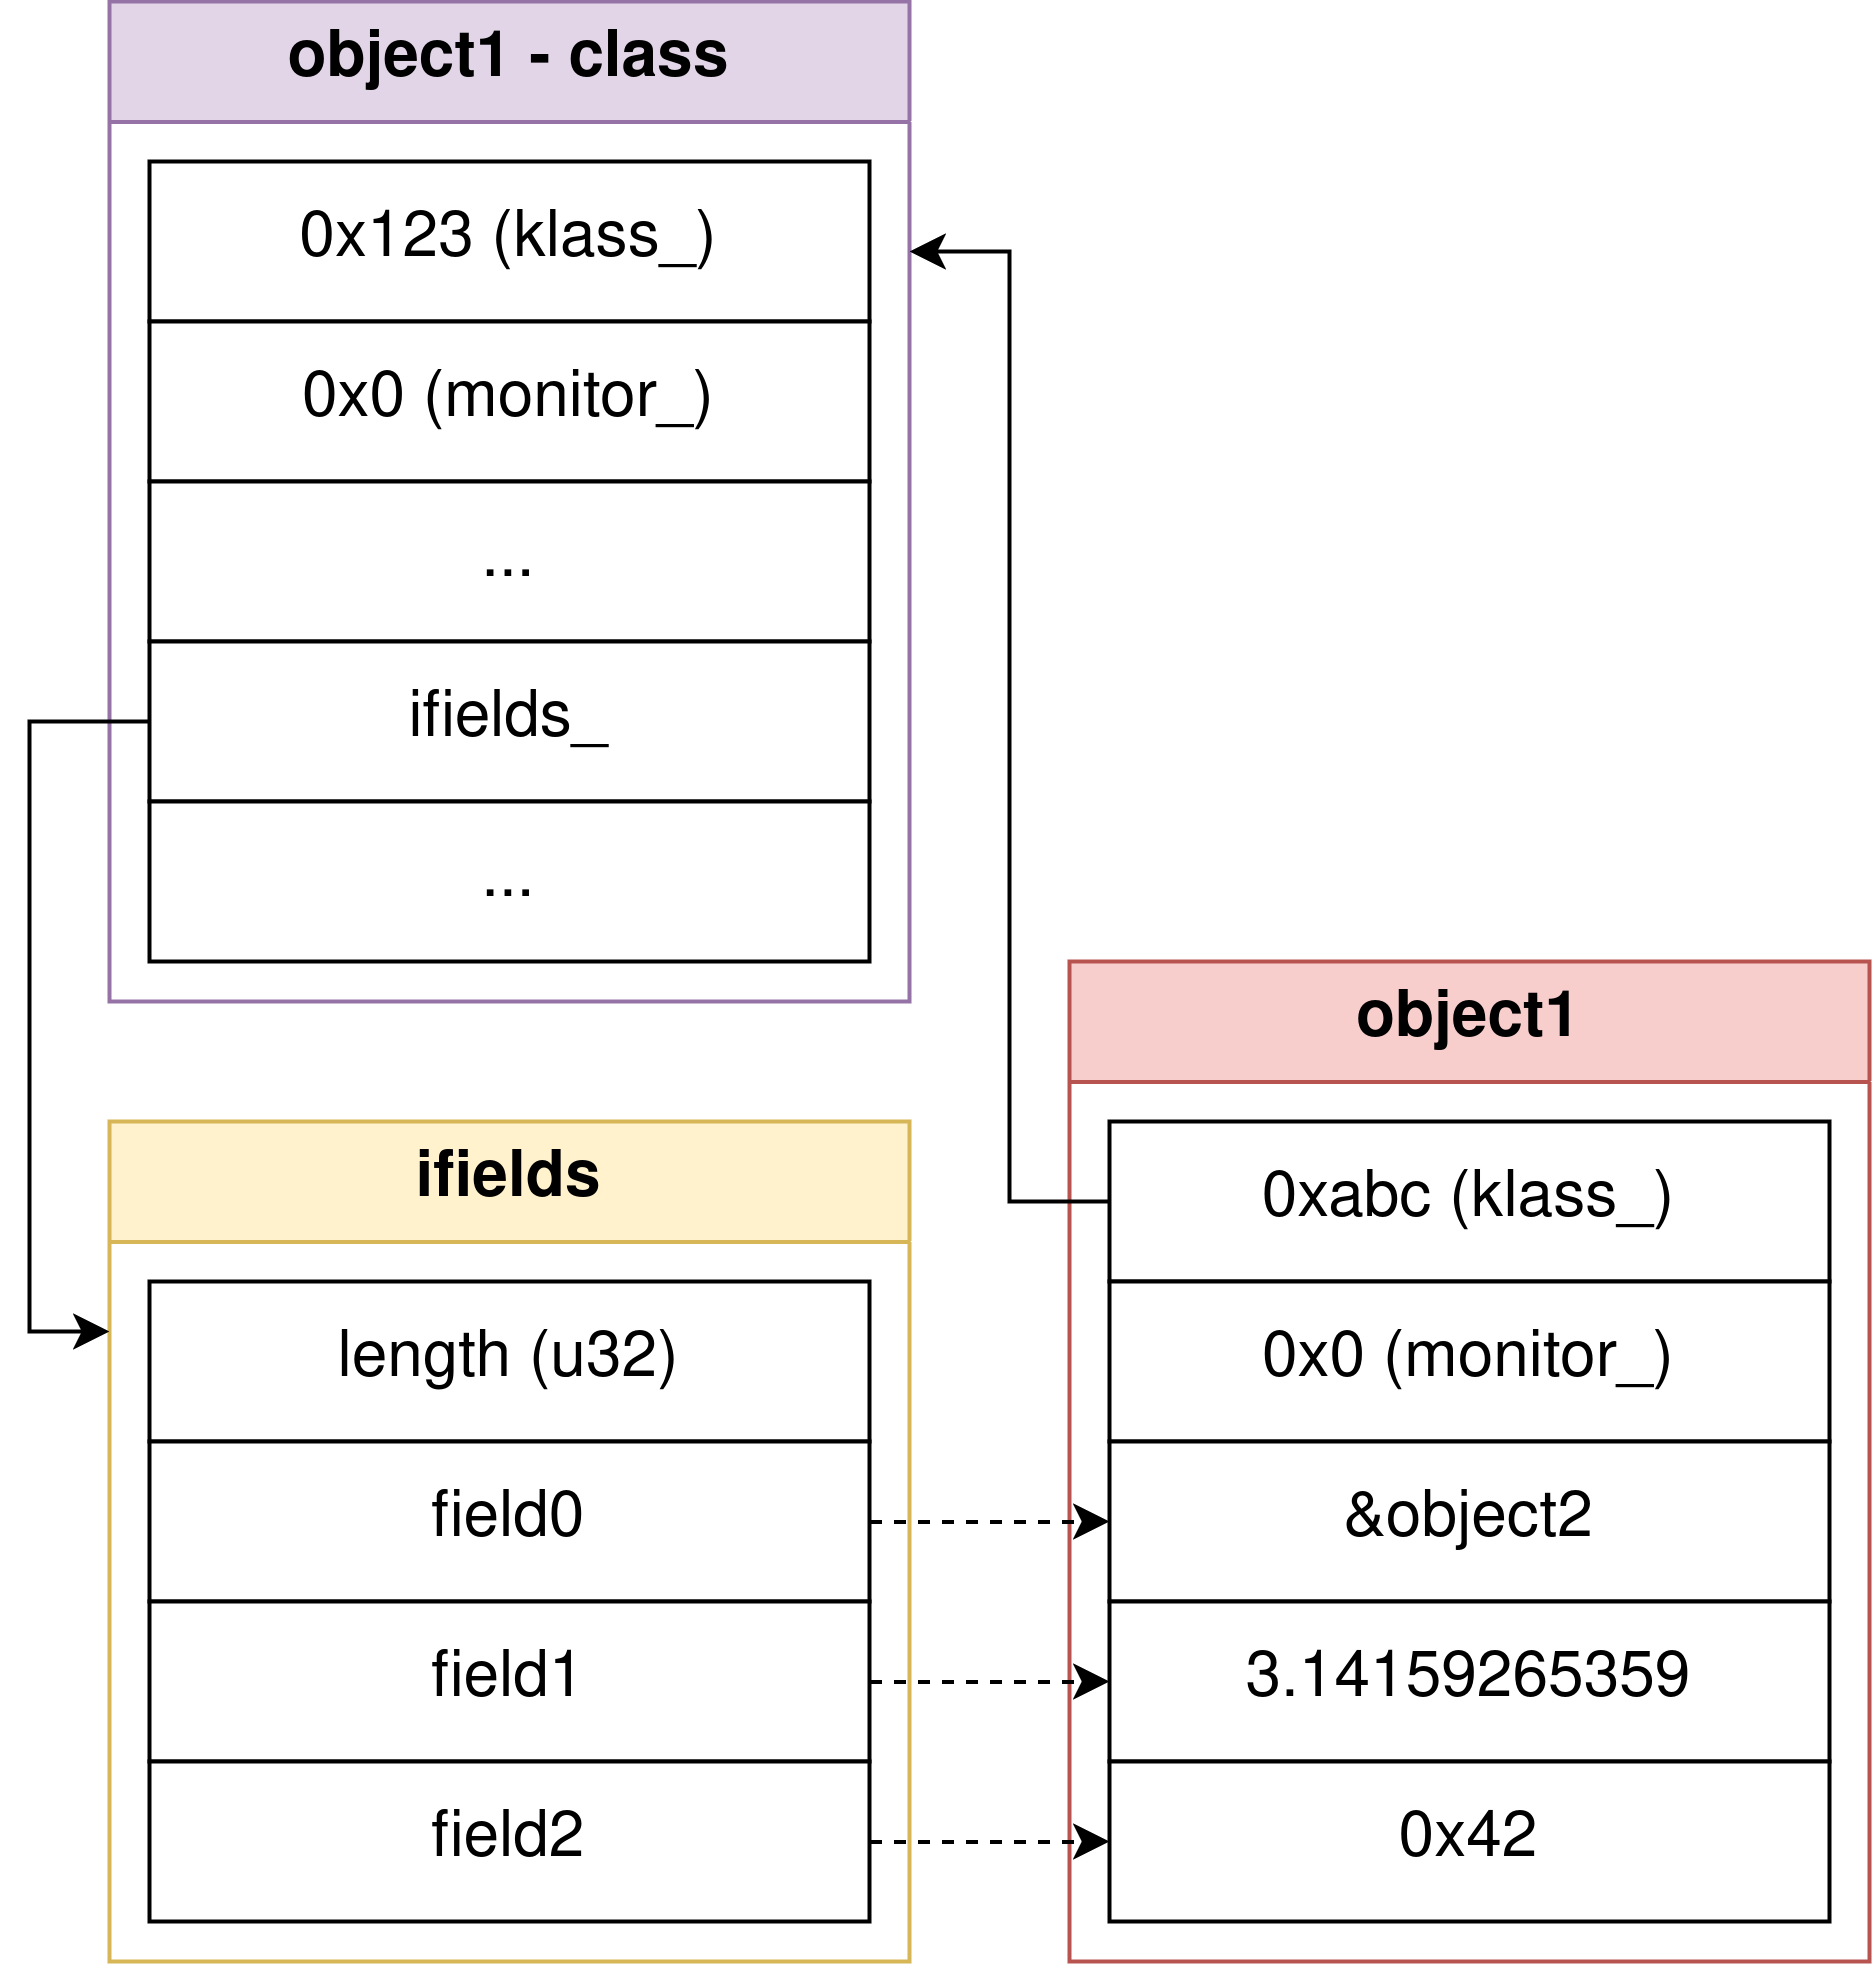 object1 - class
0x123 (klass_)
0x0 (monitor_)
...
ifields_
...
ifields
length (u32)
field0
field1
field2
object1
0xabc (klass_)
0x0 (monitor_)
&object2
3.14159265359
0x42